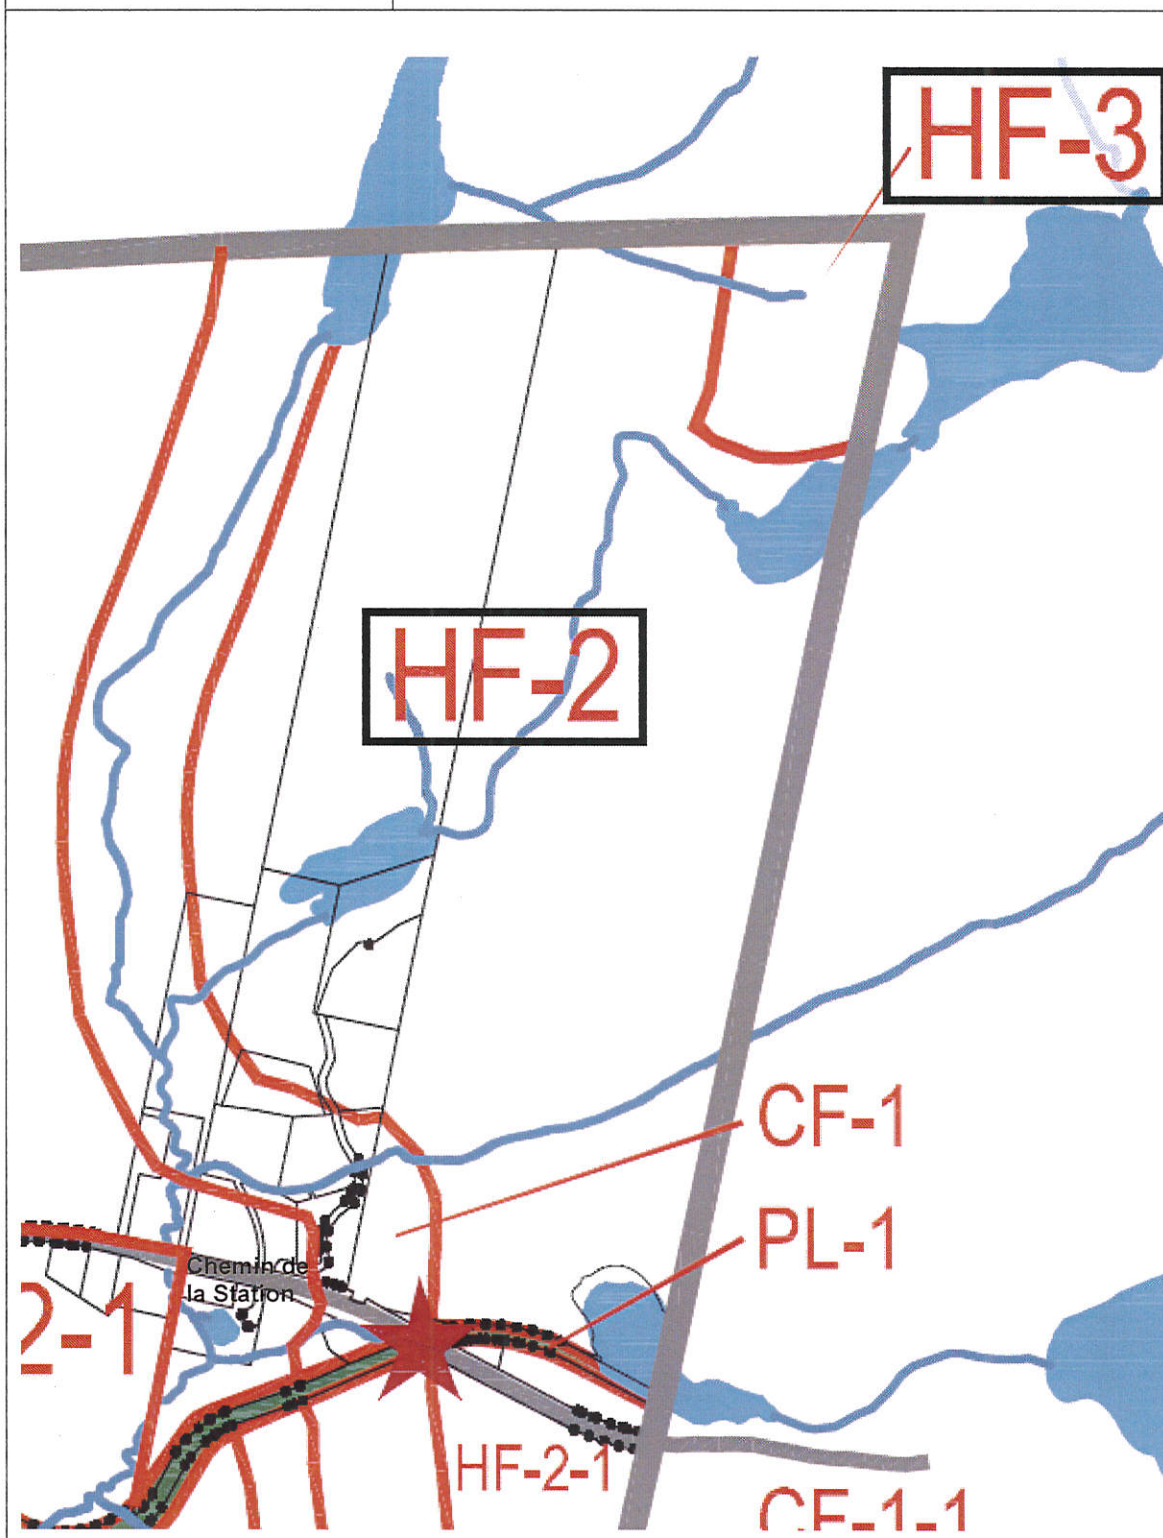 HF-3
HF-2
CF-1
PL-1
Chemin de
la Station
2-1
HF-2-1
CF-1-1